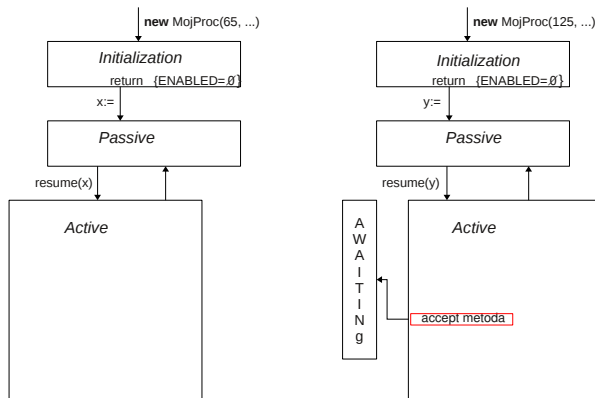 new MojProc(65, ...)
Initialization
return {ENABLED=∅}
x:=
Passive
resume(x)
Active
new MojProc(125, ...)
Initialization
return {ENABLED=∅}
y:=
Passive
resume(y)
A
W
A
I
T
I
N
g
Active
accept metoda